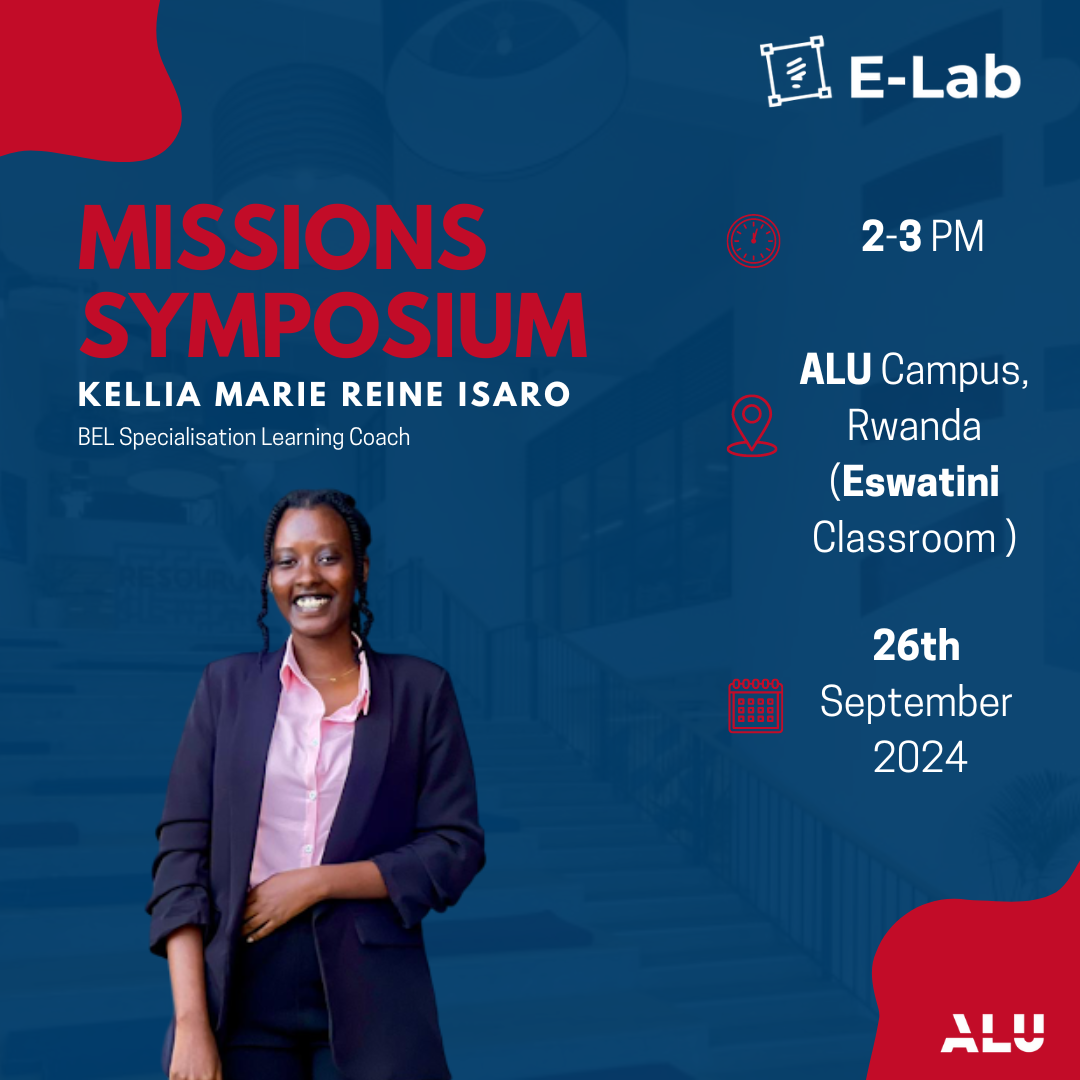 E-Lab
MISSIONS
SYMPOSIUM
KELLIA MARIE REINE ISARO
BEL Specialisation Learning Coach
2-3 PM
ALU Campus,
Rwanda
(Eswatini
Classroom )
26th
September
2024
ALU